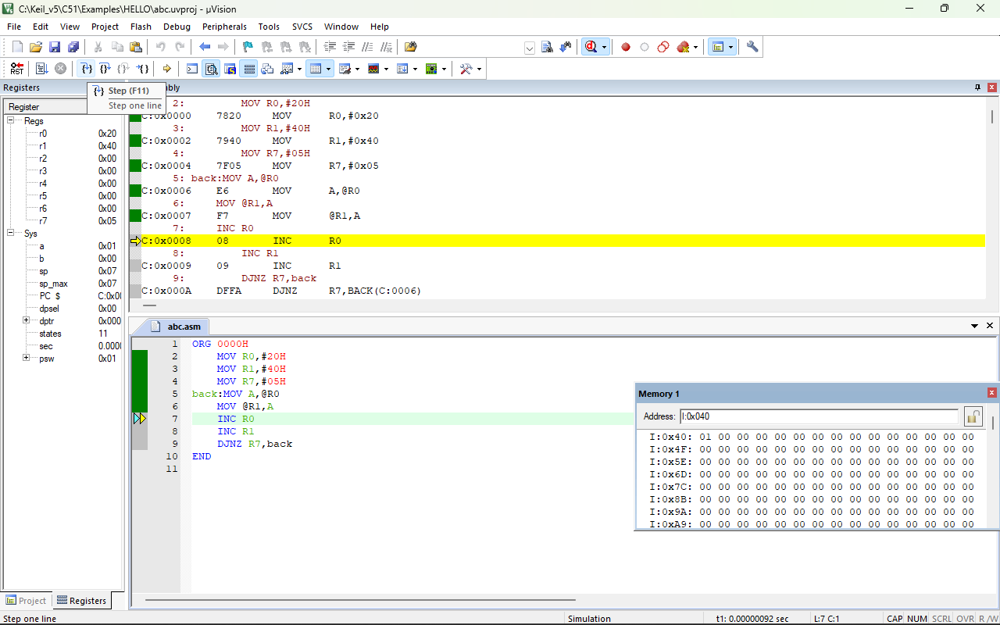 C:\Keil_v5\C51\Examples\HELLO\abc.uvproj - µVision
File Edit View Project Flash Debug Peripherals Tools SVCS Window Help
RST
Registers
Step (F11)
Step one line
bly
Register
Regs
r0 0x20
r1 0x40
r2 0x00
r3 0x00
r4 0x00
r5 0x00
r6 0x00
r7 0x05
Sys
a 0x01
b 0x00
sp 0x07
sp_max 0x07
PC $ C:0x00
dpsel 0x00
dptr 0x000
states 11
sec 0.0000
psw 0x01
Project Registers
2: MOV R0,#20H
C:0x0000 7820 MOV R0,#0x20
3: MOV R1,#40H
C:0x0002 7940 MOV R1,#0x40
4: MOV R7,#05H
C:0x0004 7F05 MOV R7,#0x05
5: back:MOV A,@R0
C:0x0006 E6 MOV A,@R0
6: MOV @R1,A
C:0x0007 F7 MOV @R1,A
7: INC R0
C:0x0008 08 INC R0
8: INC R1
C:0x0009 09 INC R1
9: DJNZ R7,back
C:0x000A DFFA DJNZ R7,BACK(C:0006)
abc.asm
1 ORG 0000H
2 MOV R0,#20H
3 MOV R1,#40H
4 MOV R7,#05H
5 back:MOV A,@R0
6 MOV @R1,A
7 INC R0
8 INC R1
9 DJNZ R7,back
10 END
11
Memory 1
Address: I:0x040
I:0x40: 01 00 00 00 00 00 00 00 00 00 00 00 00 00 00
I:0x4F: 00 00 00 00 00 00 00 00 00 00 00 00 00 00 00
I:0x5E: 00 00 00 00 00 00 00 00 00 00 00 00 00 00 00
I:0x6D: 00 00 00 00 00 00 00 00 00 00 00 00 00 00 00
I:0x7C: 00 00 00 00 00 00 00 00 00 00 00 00 00 00 00
I:0x8B: 00 00 00 00 00 00 00 00 00 00 00 00 00 00 00
I:0x9A: 00 00 00 00 00 00 00 00 00 00 00 00 00 00 00
I:0xA9: 00 00 00 00 00 00 00 00 00 00 00 00 00 00 00
Step one line Simulation t1: 0.00000092 sec L:7 C:1 CAP NUM SCRL OVR R/W